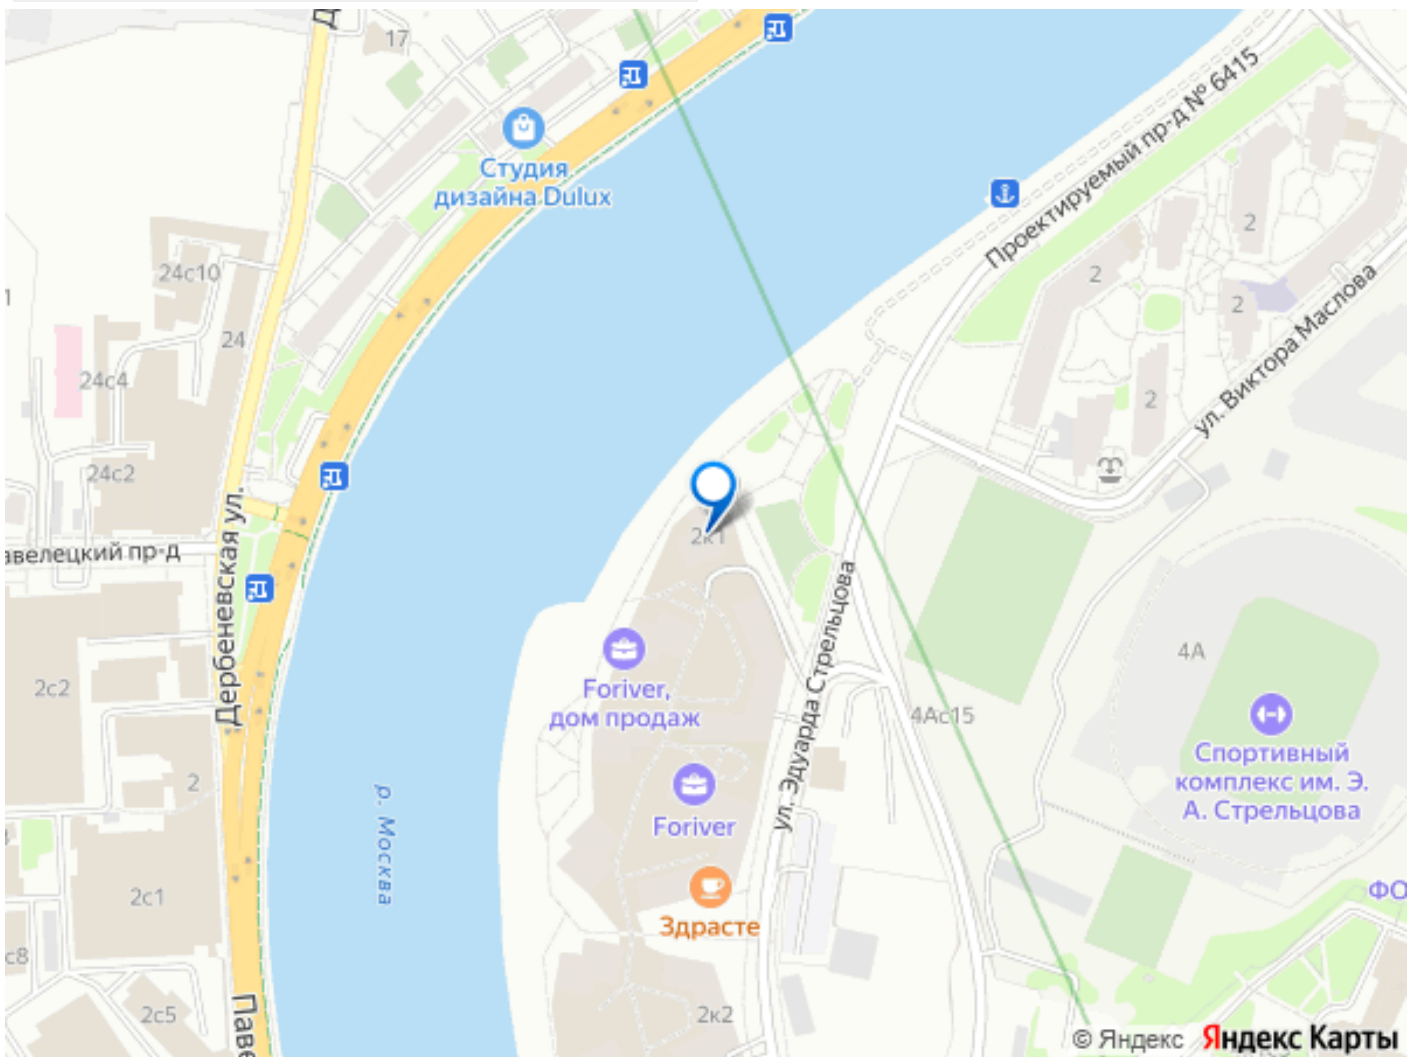 17
Студия
дизайна Dulux
Проектируемый пр-д № 6415
24с10
2
2
2
24
ул. Виктора Маслова
24с4
2
24с2
2к1
Дербеневская ул.
авелецкий пр-д
ул. Эдуарда Стрельцова
4А
Foriver,
дом продаж
2с2
4Ас15
Спортивный
комплекс им. Э.
А. Стрельцова
2
р. Москва
Foriver
2с1
ФО
Здрасте
с8
2с5
Паве
2к2
© Яндекс Яндекс Карты